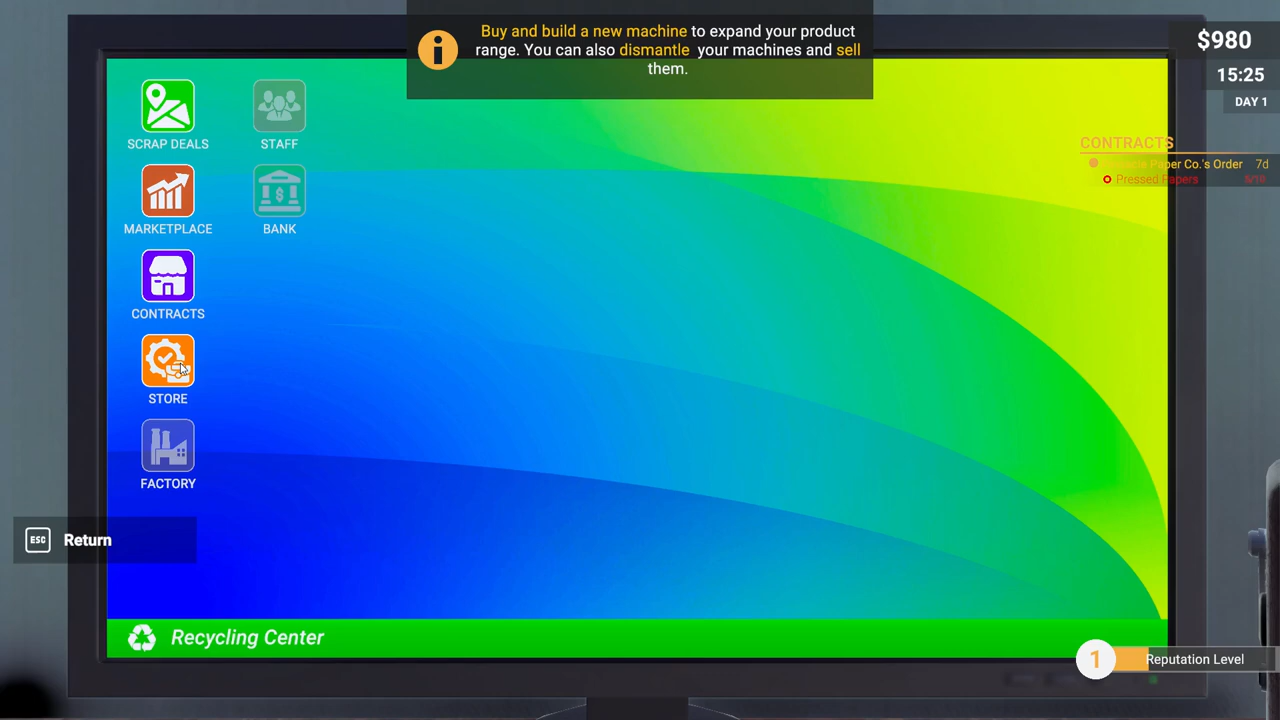 Buy and build a new machine to expand your product
range. You can also dismantle your machines and sell
them.
$980
15:25
DAY 1
SCRAP DEALS
STAFF
MARKETPLACE
BANK
CONTRACTS
STORE
FACTORY
CONTRACTS
Paper Co.'s Order 7d
Pressed Papers
ESC Return
Recycling Center
1 Reputation Level